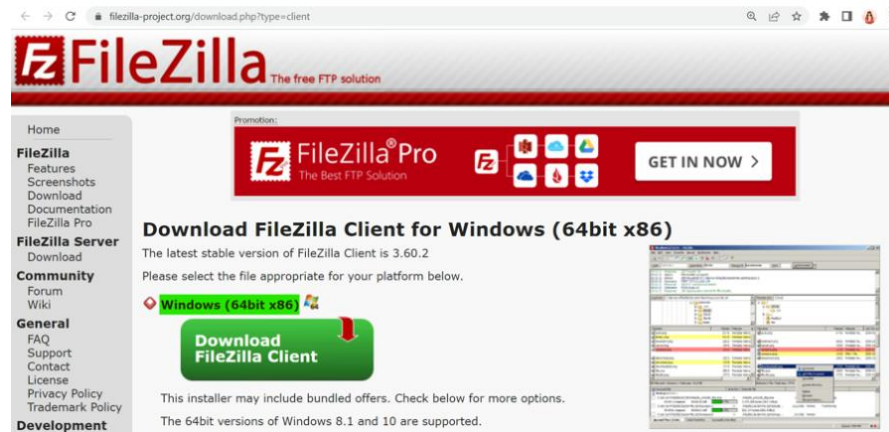 filezilla-project.org/download.php?type=client
FileZilla The free FTP solution
Home
FileZilla
Features
Screenshots
Download
Documentation
FileZilla Pro
FileZilla Server
Download
Community
Forum
Wiki
General
FAQ
Support
Contact
License
Privacy Policy
Trademark Policy
Development
Promotion:
FileZilla®Pro
The Best FTP Solution
GET IN NOW >
Download FileZilla Client for Windows (64bit x86)
The latest stable version of FileZilla Client is 3.60.2
Please select the file appropriate for your platform below.
Windows (64bit x86)
Download
FileZilla Client
This installer may include bundled offers. Check below for more options.
The 64bit versions of Windows 8.1 and 10 are supported.